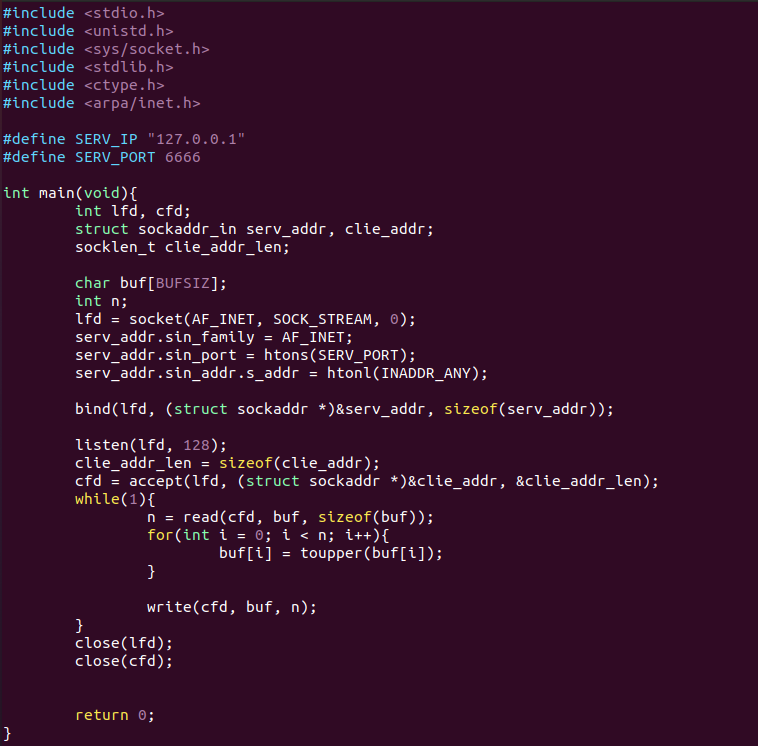 #include <stdio.h>
#include <unistd.h>
#include <sys/socket.h>
#include <stdlib.h>
#include <ctype.h>
#include <arpa/inet.h>

#define SERV_IP "127.0.0.1"
#define SERV_PORT 6666

int main(void){
        int lfd, cfd;
        struct sockaddr_in serv_addr, clie_addr;
        socklen_t clie_addr_len;

        char buf[BUFSIZ];
        int n;
        lfd = socket(AF_INET, SOCK_STREAM, 0);
        serv_addr.sin_family = AF_INET;
        serv_addr.sin_port = htons(SERV_PORT);
        serv_addr.sin_addr.s_addr = htonl(INADDR_ANY);

        bind(lfd, (struct sockaddr *)&serv_addr, sizeof(serv_addr));

        listen(lfd, 128);
        clie_addr_len = sizeof(clie_addr);
        cfd = accept(lfd, (struct sockaddr *)&clie_addr, &clie_addr_len);
        while(1){
                n = read(cfd, buf, sizeof(buf));
                for(int i = 0; i < n; i++){
                        buf[i] = toupper(buf[i]);
                }

                write(cfd, buf, n);
        }
        close(lfd);
        close(cfd);


        return 0;
}